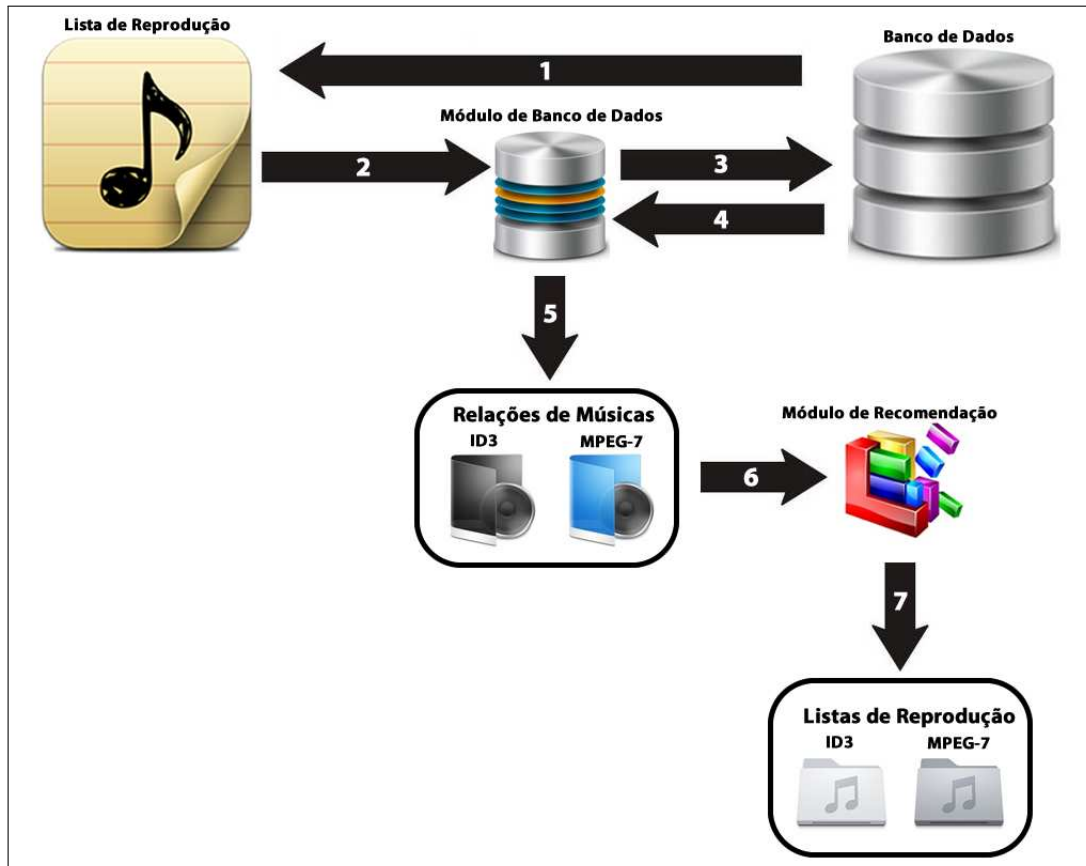 Lista de Reprodução
Banco de Dados
1
Módulo de Banco de Dados
2
3
4
5
Relações de Músicas
ID3
MPEG-7
Módulo de Recomendação
6
7
Listas de Reprodução
ID3
MPEG-7